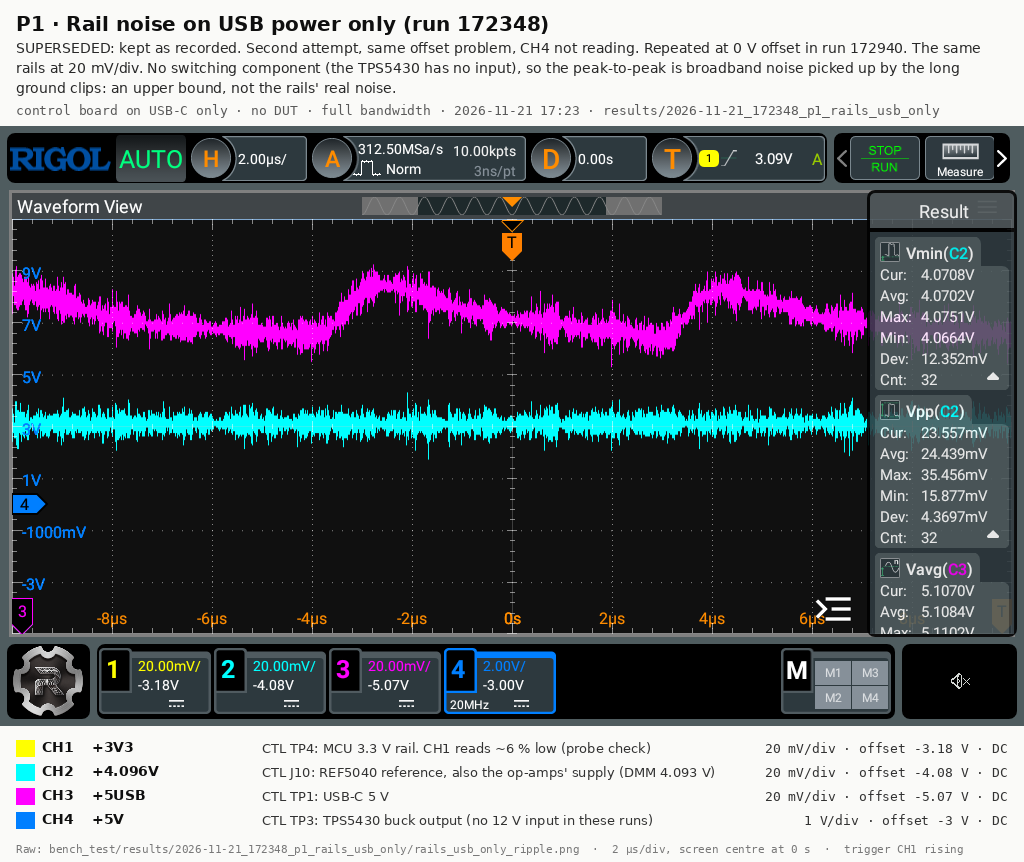 P1 · Rail noise on USB power only (run 172348)
SUPERSEDED: kept as recorded. Second attempt, same offset problem, CH4 not reading. Repeated at 0 V offset in run 172940. The same
rails at 20 mV/div. No switching component (the TPS5430 has no input), so the peak-to-peak is broadband noise picked up by the long
ground clips: an upper bound, not the rails' real noise.
control board on USB-C only · no DUT · full bandwidth · 2026-11-21 17:23 · results/2026-11-21_172348_p1_rails_usb_only
RIGOL AUTO H 2.00μs/ A 312.50MSa/s 10.00kpts Norm 3ns/pt D 0.00s T 1 3.09V A STOP RUN Measure
Waveform View
Result
T
9V
7V
5V
3V
1V
4
-1000mV
-3V
3
-8μs -6μs -4μs -2μs 0s 2μs 4μs 6μs
Vmin(C2)
Cur: 4.0708V
Avg: 4.0702V
Max: 4.0751V
Min: 4.0664V
Dev: 12.352mV
Cnt: 32
Vpp(C2)
Cur: 23.557mV
Avg: 24.439mV
Max: 35.456mV
Min: 15.877mV
Dev: 4.3697mV
Cnt: 32
Vavg(C3)
Cur: 5.1070V
Avg: 5.1084V
Max: 5.1102V
T
1 20.00mV/ -3.18V
2 20.00mV/ -4.08V
3 20.00mV/ -5.07V
4 2.00V/ -3.00V 20MHz
M M1 M3 M2 M4
CH1 +3V3 CTL TP4: MCU 3.3 V rail. CH1 reads ~6 % low (probe check) 20 mV/div · offset -3.18 V · DC
CH2 +4.096V CTL J10: REF5040 reference, also the op-amps' supply (DMM 4.093 V) 20 mV/div · offset -4.08 V · DC
CH3 +5USB CTL TP1: USB-C 5 V 20 mV/div · offset -5.07 V · DC
CH4 +5V CTL TP3: TPS5430 buck output (no 12 V input in these runs) 1 V/div · offset -3 V · DC
Raw: bench_test/results/2026-11-21_172348_p1_rails_usb_only/rails_usb_only_ripple.png · 2 μs/div, screen centre at 0 s · trigger CH1 rising